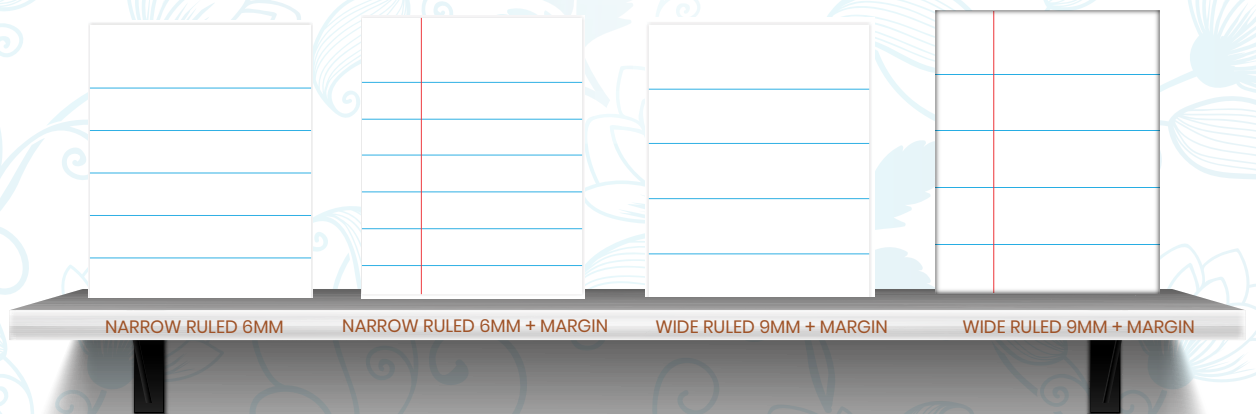 NARROW RULED 6MM
NARROW RULED 6MM + MARGIN
WIDE RULED 9MM + MARGIN
WIDE RULED 9MM + MARGIN